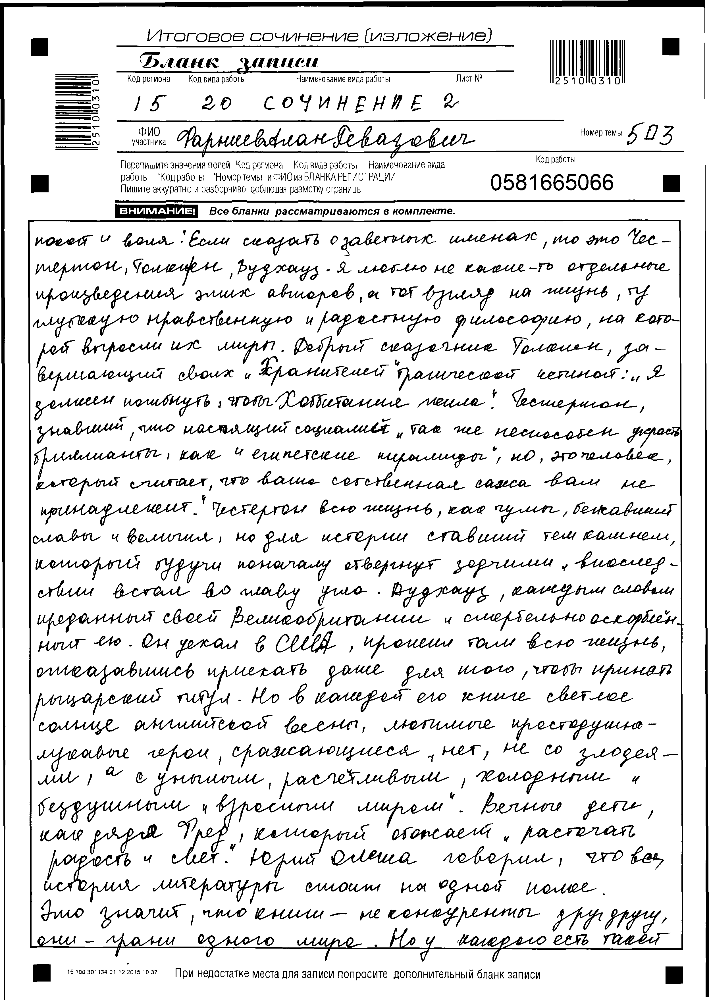 Итоговое сочинение (изложение)
Бланк записи
Код региона Код вида работы Наименование вида работы Лист №
2510 0310
2510 0310
15 20 СОЧИНЕНИЕ 2
ФИО участника Фарниев Алан Гевазович
Номер темы 503
Перепишите значения полей Код региона Код вида работы Наименование вида
работы Код работы Номер темы и ФИО из БЛАНКА РЕГИСТРАЦИИ
Пишите аккуратно и разборчиво соблюдая разметку страницы
Код работы
0581665066
ВНИМАНИЕ! Все бланки рассматриваются в комплекте.
покой и воля". Если сказать о заветных именах, то это Чес-
тертон, Толкиен, Вудхауз. Я люблю не какие-то отдельные
произведения этих авторов, а тот взгляд на жизнь, ту
глубокую нравственную и радостную философию, на кото-
рой выросли их миры. Добрый сказочник Толкиен, за-
вершающий своих „Хранителей" трагической истиной: „Я
должен погибнуть, чтобы Хоббитания жила". Честертон,
знавший, что настоящий социалист „так же неспособен украсть
бриллианты, как и египетские пирамиды", но, это человек,
который считает, что ваша собственная сажа вам не
принадлежит." Честертон всю жизнь, как чумы, бежавший
славы и величия, но для истории ставший тем камнем,
который будучи поначалу отвергнут зодчими, впослед-
ствии встал во главу угла. Вудхауз, каждым словом
преданный своей Великобритании и смербельно оскорблён-
ный ею. Он уехал в США, прожил там всю жизнь,
отказавшись приехать даже для того, чтобы принять
рыцарский титул. Но в каждой его книге светлое
солнце английской весны, любимые простодушно-
лукавые герои, сражающиеся, нет, не со злодея-
ми, а с унылым, расчётливым, холодным и
бездушным „взрослым миром". Вечные дети,
как дядя Фред, который обожает „расточать
радость и свет." Юрий Олеша говорил, что вся
история литературы стоит на одной полке.
Это значит, что книги – не конкуренты друг другу,
они – грани одного мира. Но у каждого есть такой
15 100 301134 01 12 2015 10 37
При недостатке места для записи попросите дополнительный бланк записи